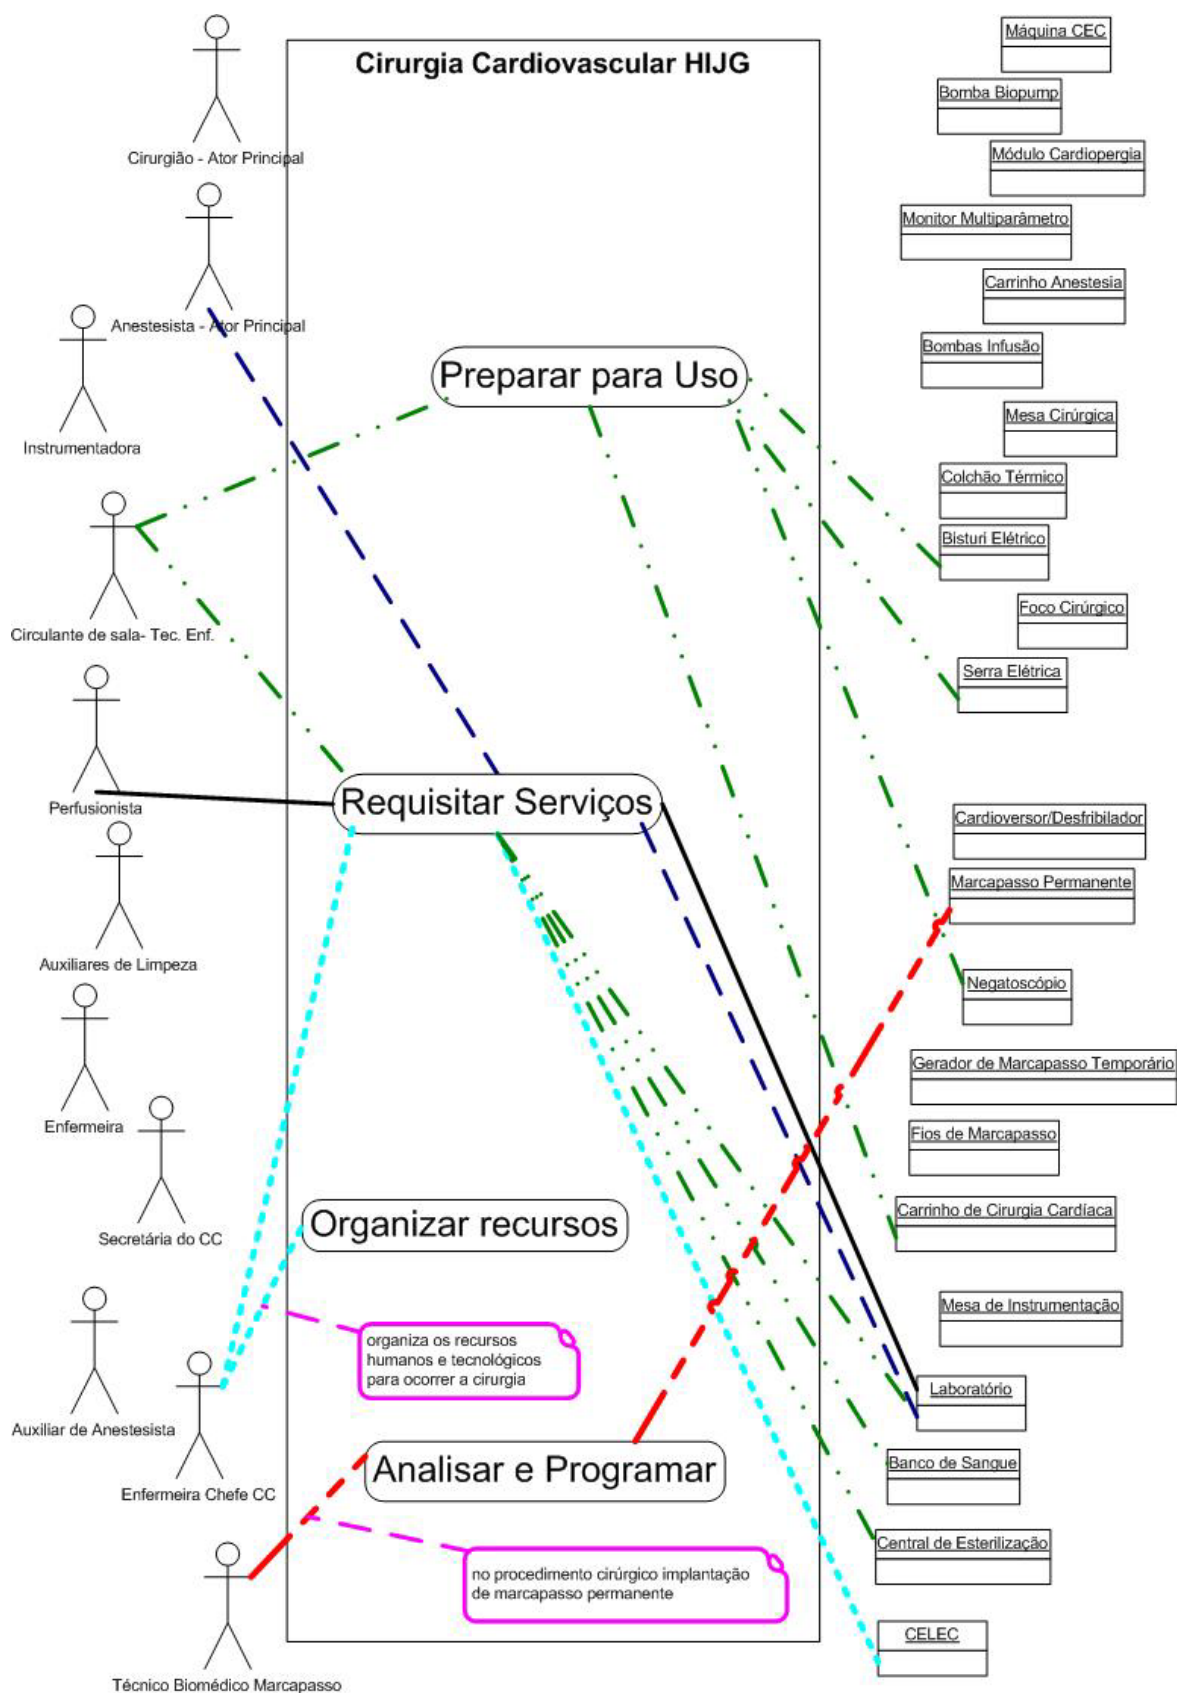 Cirurgia Cardiovascular HIJG
Cirurgião - Ator Principal
Anestesista - Ator Principal
Instrumentadora
Circulante de sala- Tec. Enf.
Perfusionista
Auxiliares de Limpeza
Enfermeira
Secretária do CC
Auxiliar de Anestesista
Enfermeira Chefe CC
Técnico Biomédico Marcapasso
Preparar para Uso
Requisitar Serviços
Organizar recursos
organiza os recursos
humanos e tecnológicos
para ocorrer a cirurgia
Analisar e Programar
no procedimento cirúrgico implantação
de marcapasso permanente
Máquina CEC
Bomba Biopump
Módulo Cardiopergia
Monitor Multiparâmetro
Carrinho Anestesia
Bombas Infusão
Mesa Cirúrgica
Colchão Térmico
Bisturi Elétrico
Foco Cirúrgico
Serra Elétrica
Cardioversor/Desfribilador
Marcapasso Permanente
Negatoscópio
Gerador de Marcapasso Temporário
Fios de Marcapasso
Carrinho de Cirurgia Cardíaca
Mesa de Instrumentação
Laboratório
Banco de Sangue
Central de Esterilização
CELEC